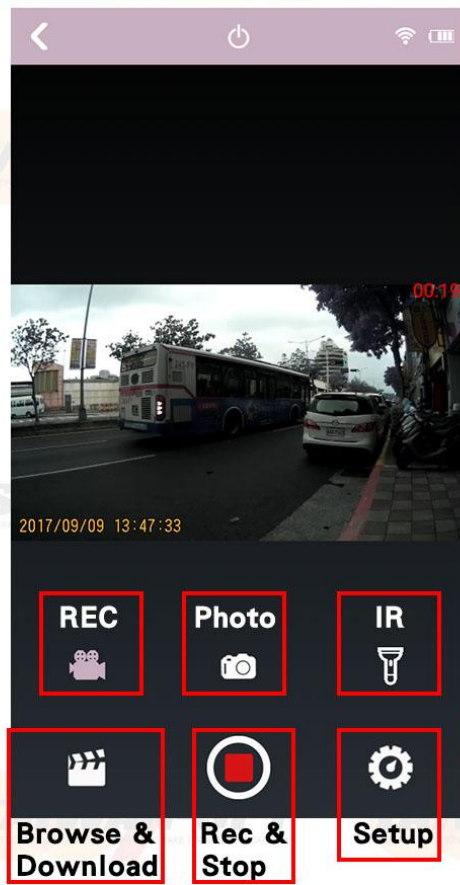 00:19
2017/09/09 13:47:33
REC
Photo
IR
Browse &
Download
Rec &
Stop
Setup